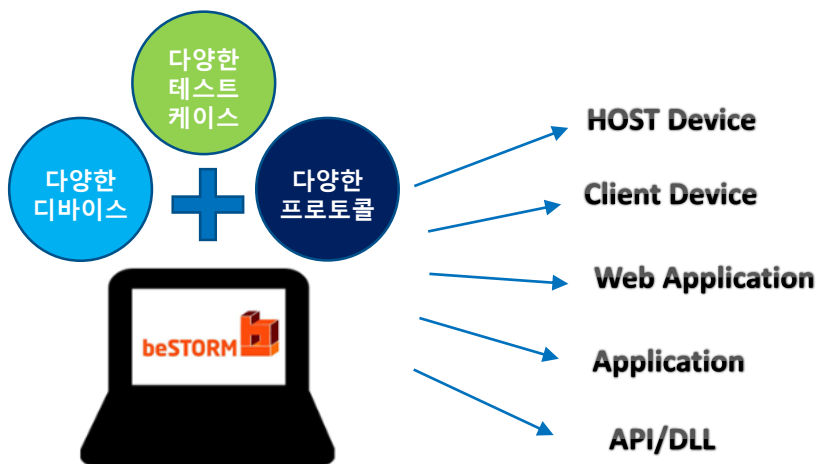 다양한
테스트
케이스
다양한
디바이스
다양한
프로토콜
beSTORM
HOST Device
Client Device
Web Application
Application
API/DLL